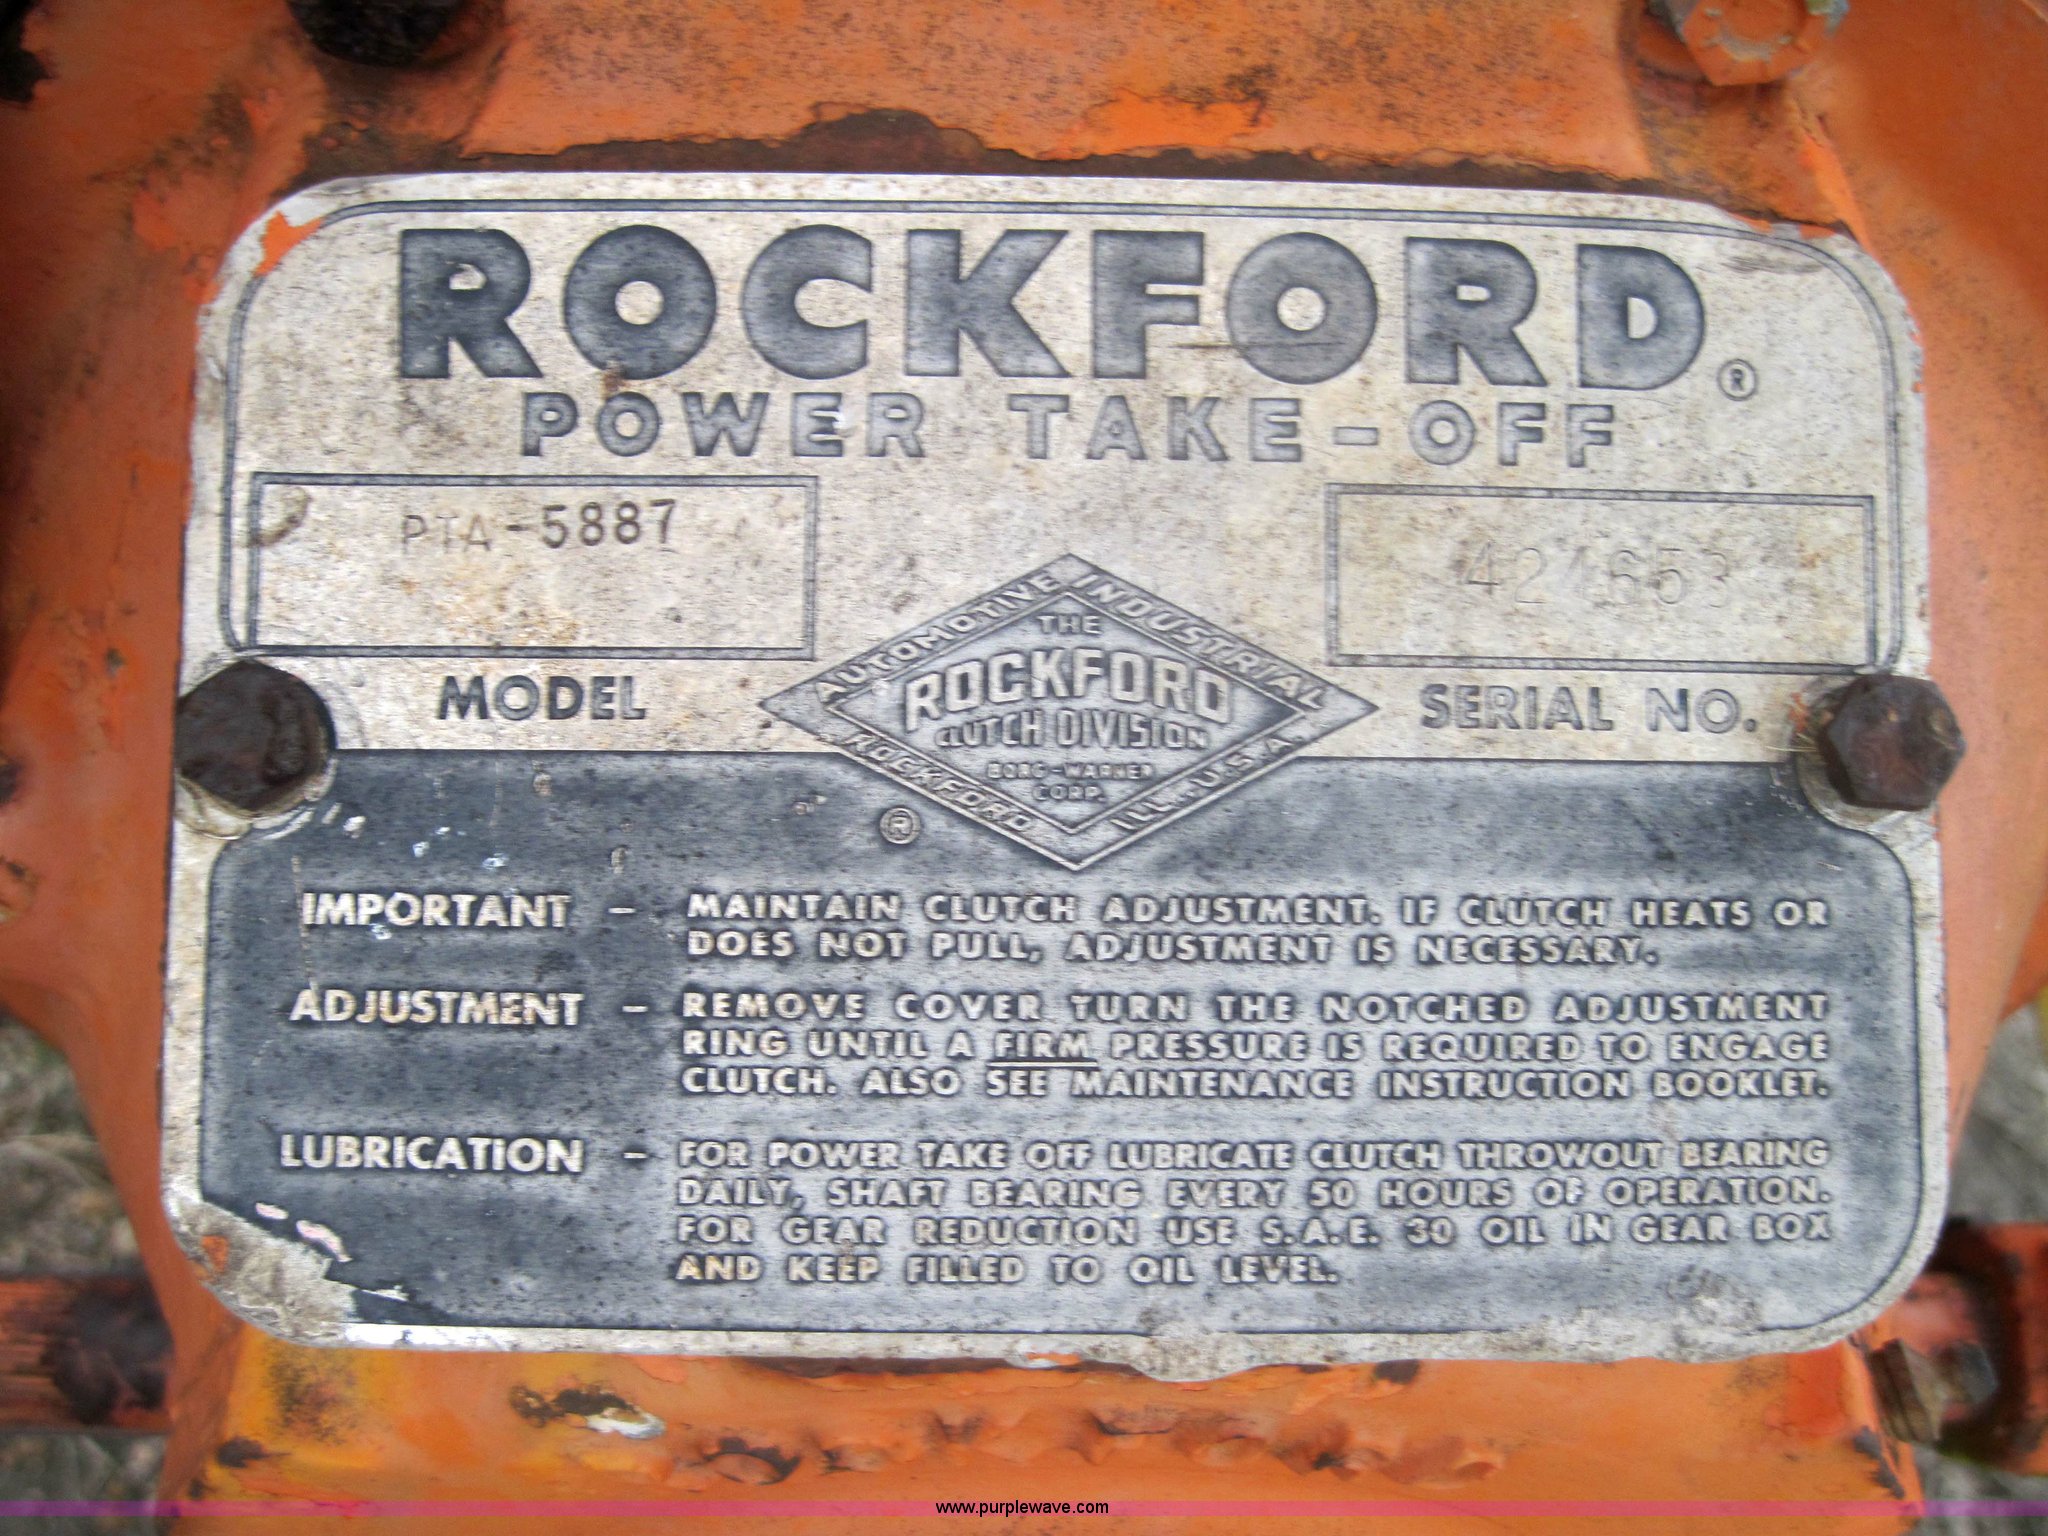 ROCKFORD ®
POWER TAKE-OFF
PTA-5887
424653
MODEL
SERIAL NO.
AUTOMOTIVE INDUSTRIAL
THE
ROCKFORD
CLUTCH DIVISION
BORG-WARNER
CORP.
ROCKFORD ILL., U.S.A.
®
IMPORTANT - MAINTAIN CLUTCH ADJUSTMENT. IF CLUTCH HEATS OR
DOES NOT PULL, ADJUSTMENT IS NECESSARY.
ADJUSTMENT - REMOVE COVER TURN THE NOTCHED ADJUSTMENT
RING UNTIL A FIRM PRESSURE IS REQUIRED TO ENGAGE
CLUTCH. ALSO SEE MAINTENANCE INSTRUCTION BOOKLET.
LUBRICATION - FOR POWER TAKE OFF LUBRICATE CLUTCH THROWOUT BEARING
DAILY, SHAFT BEARING EVERY 50 HOURS OF OPERATION.
FOR GEAR REDUCTION USE S.A.E. 30 OIL IN GEAR BOX
AND KEEP FILLED TO OIL LEVEL.
www.purplewave.com